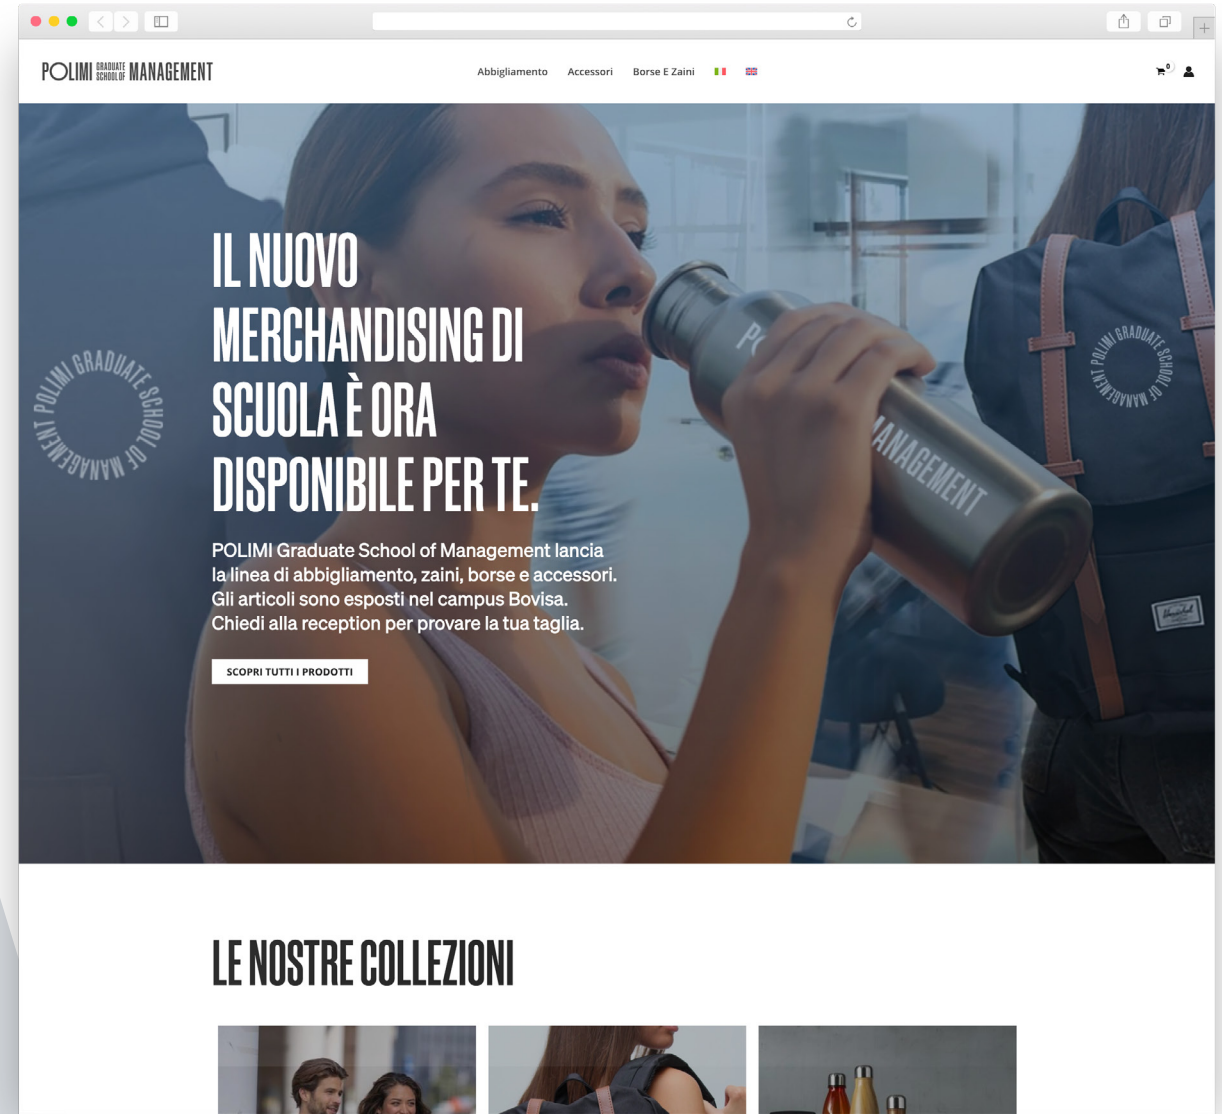 POLIMI GRADUATE SCHOOL OF MANAGEMENT
Abbigliamento Accessori Borse E Zaini
0
IL NUOVO
MERCHANDISING DI
SCUOLA È ORA
DISPONIBILE PER TE.
POLIMI Graduate School of Management lancia
la linea di abbigliamento, zaini, borse e accessori.
Gli articoli sono esposti nel campus Bovisa.
Chiedi alla reception per provare la tua taglia.
SCOPRI TUTTI I PRODOTTI
POLIMI GRADUATE SCHOOL OF MANAGEMENT
MANAGEMENT
POLIMI GRADUATE SCHOOL OF MANAGEMENT
Herschel
LE NOSTRE COLLEZIONI